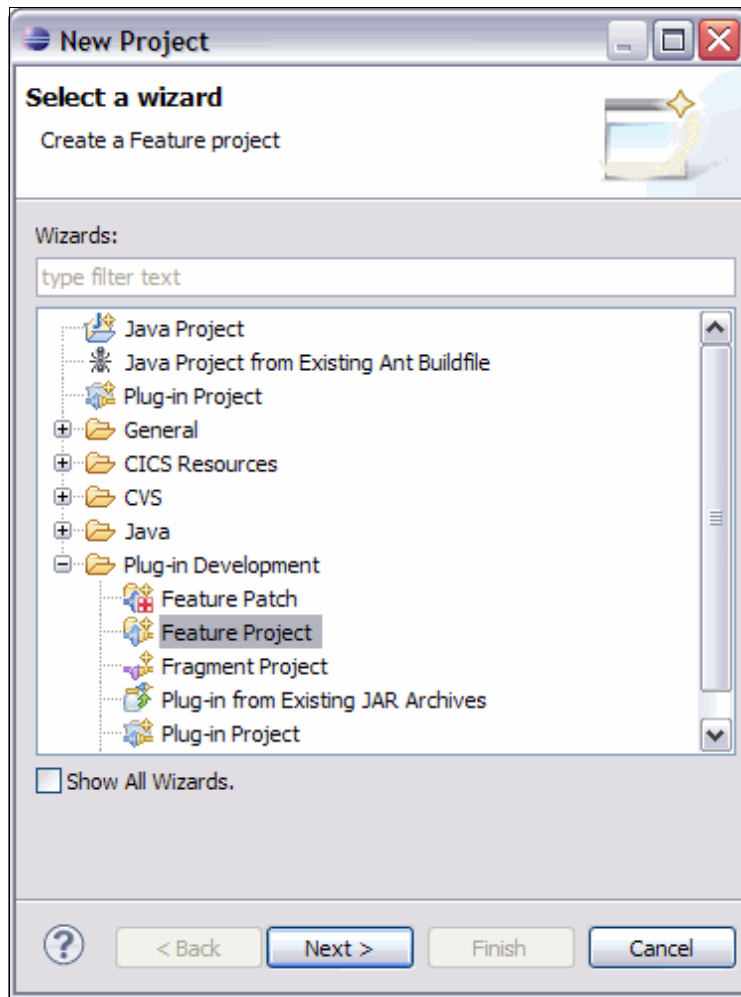 New Project
Select a wizard
Create a Feature project
Wizards:
type filter text
Java Project
Java Project from Existing Ant Buildfile
Plug-in Project
General
CICS Resources
CVS
Java
Plug-in Development
Feature Patch
Feature Project
Fragment Project
Plug-in from Existing JAR Archives
Plug-in Project
Show All Wizards.
? < Back Next > Finish Cancel